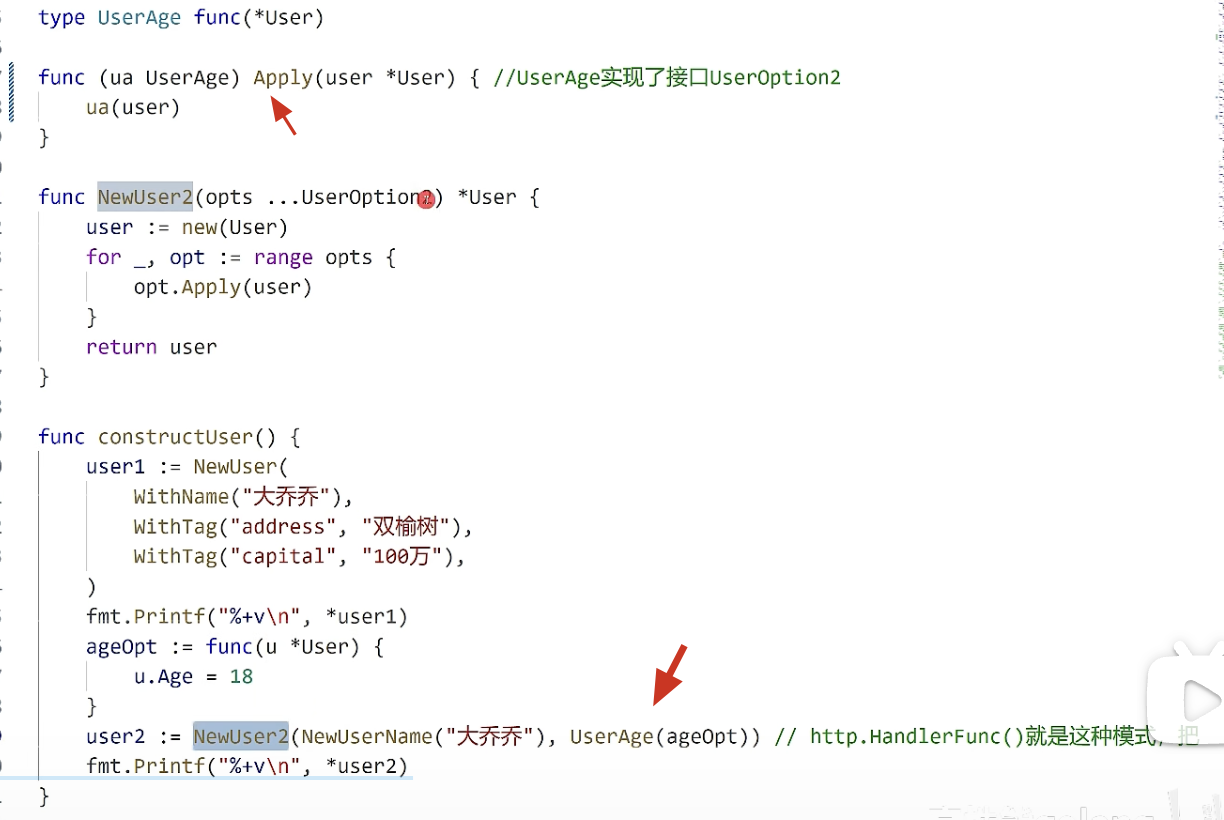 type UserAge func(*User)
func (ua UserAge) Apply(user *User) { //UserAge实现了接口UserOption2
ua(user)
}
func NewUser2(opts ...UserOption2) *User {
user := new(User)
for _, opt := range opts {
opt.Apply(user)
}
return user
}
func constructUser() {
user1 := NewUser(
WithName("大乔乔"),
WithTag("address", "双榆树"),
WithTag("capital", "100万"),
)
fmt.Printf("%+v\n", *user1)
ageOpt := func(u *User) {
u.Age = 18
}
user2 := NewUser2(NewUserName("大乔乔"), UserAge(ageOpt)) // http.HandlerFunc()就是这种模式，把
fmt.Printf("%+v\n", *user2)
}